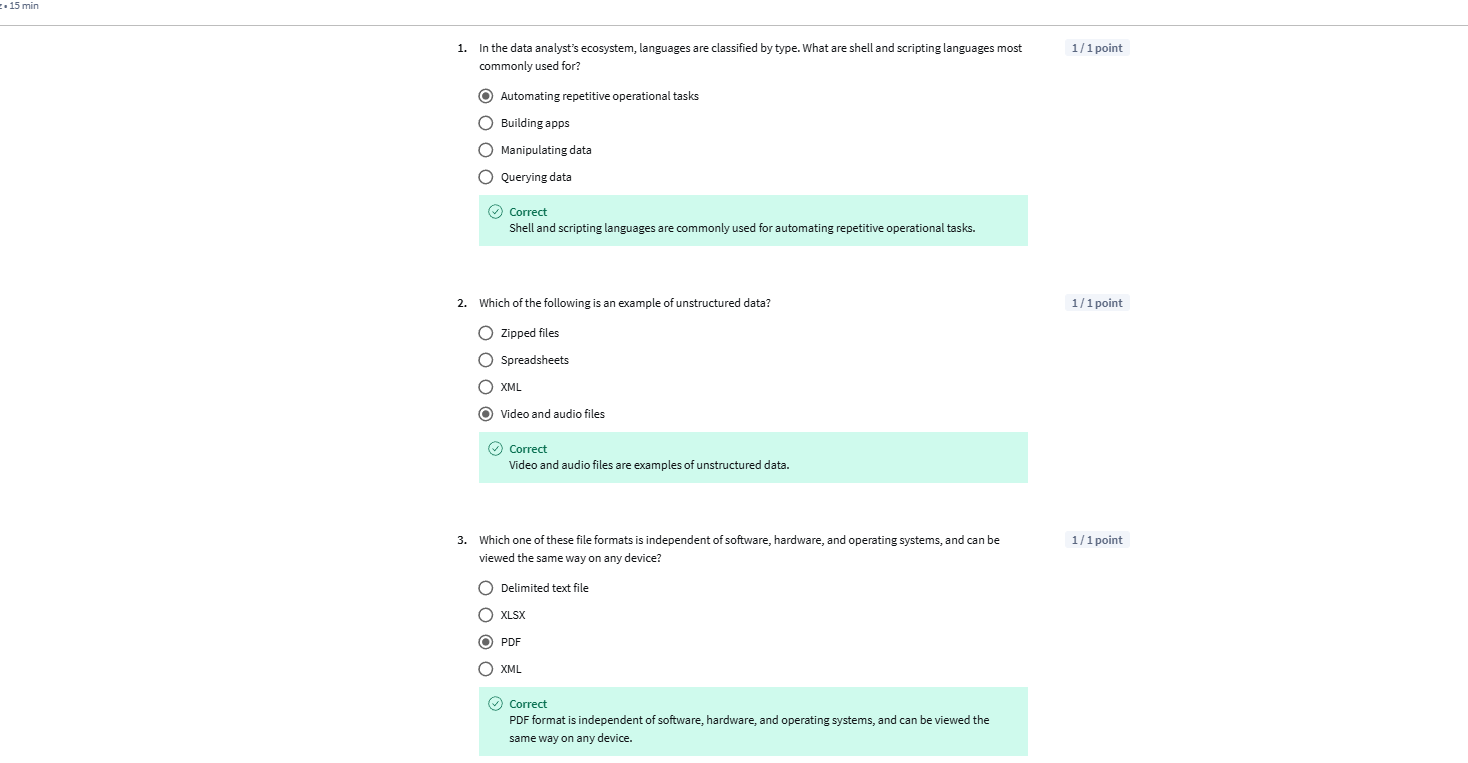 • 15 min
1. In the data analyst's ecosystem, languages are classified by type. What are shell and scripting languages most
commonly used for?
1 / 1 point
Automating repetitive operational tasks
Building apps
Manipulating data
Querying data
Correct
Shell and scripting languages are commonly used for automating repetitive operational tasks.
2. Which of the following is an example of unstructured data?
1 / 1 point
Zipped files
Spreadsheets
XML
Video and audio files
Correct
Video and audio files are examples of unstructured data.
3. Which one of these file formats is independent of software, hardware, and operating systems, and can be
viewed the same way on any device?
1 / 1 point
Delimited text file
XLSX
PDF
XML
Correct
PDF format is independent of software, hardware, and operating systems, and can be viewed the
same way on any device.